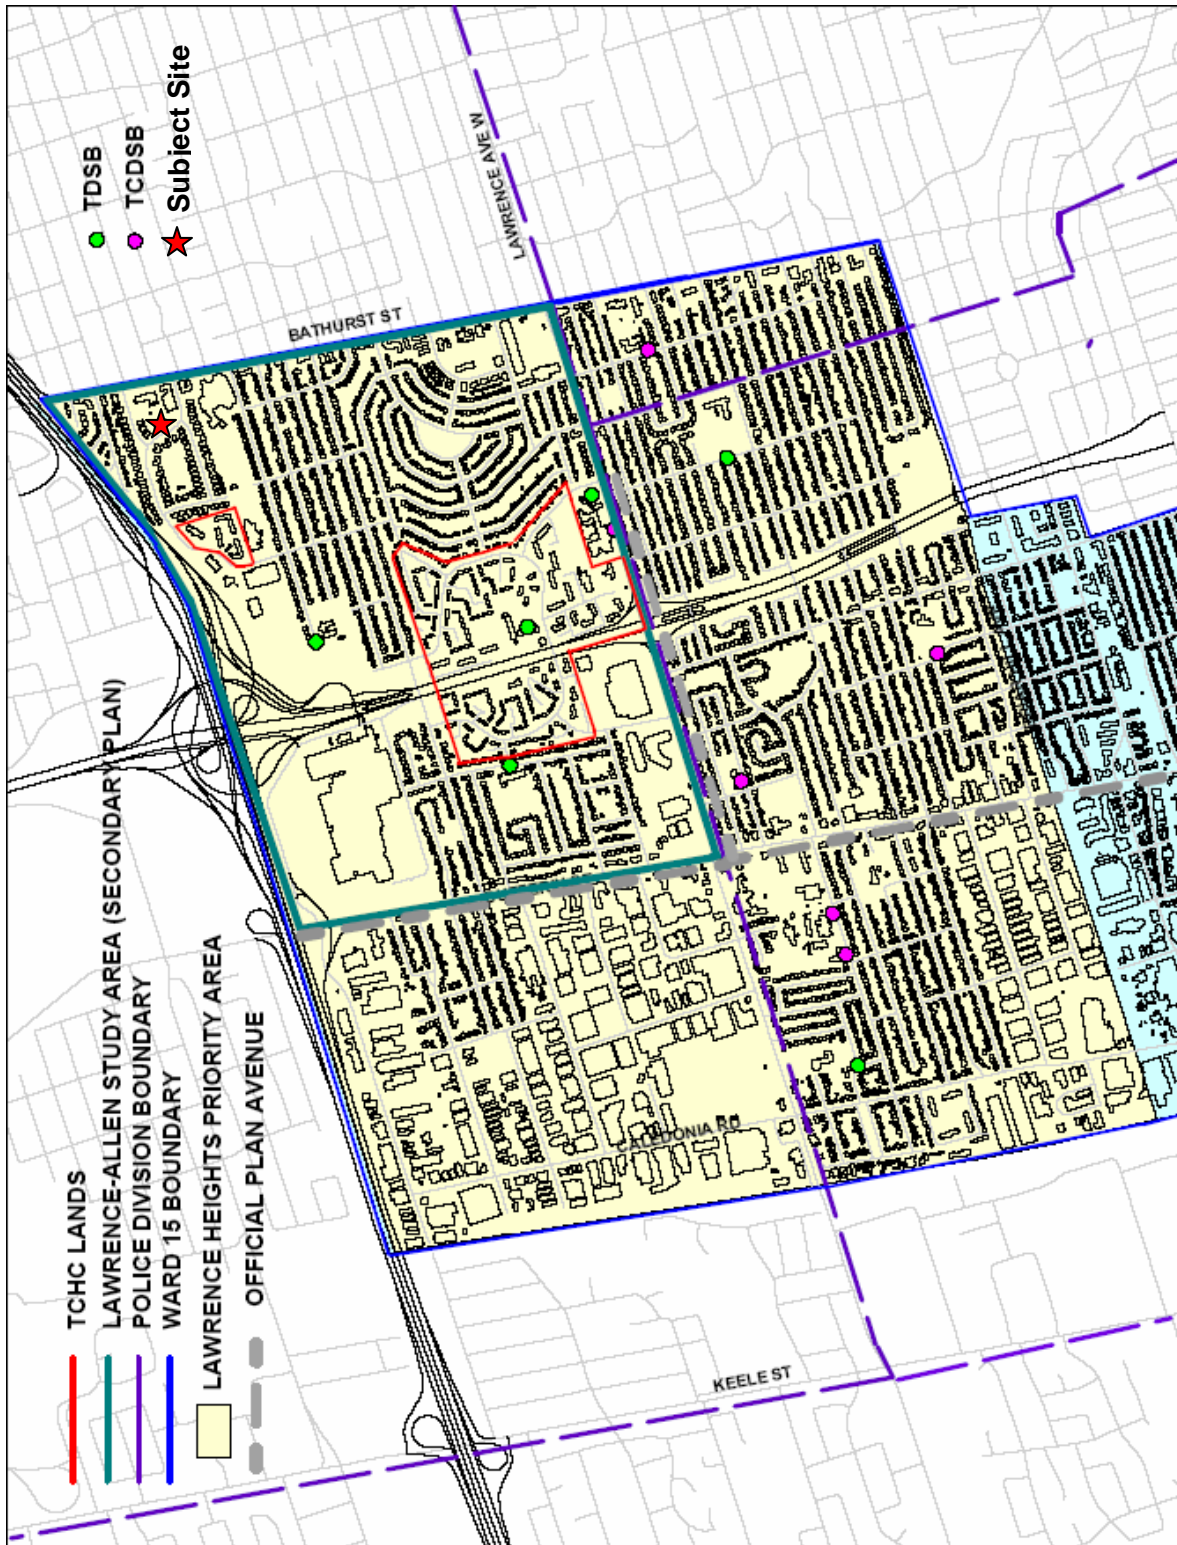 TDSB
TCDSB
Subject Site
LAWRENCE AVE W
BATHURST ST
TCHC LANDS
LAWRENCE-ALLEN STUDY AREA (SECONDARY PLAN)
POLICE DIVISION BOUNDARY
WARD 15 BOUNDARY
LAWRENCE HEIGHTS PRIORITY AREA
OFFICIAL PLAN AVENUE
CALEDONIA RD
KEELE ST